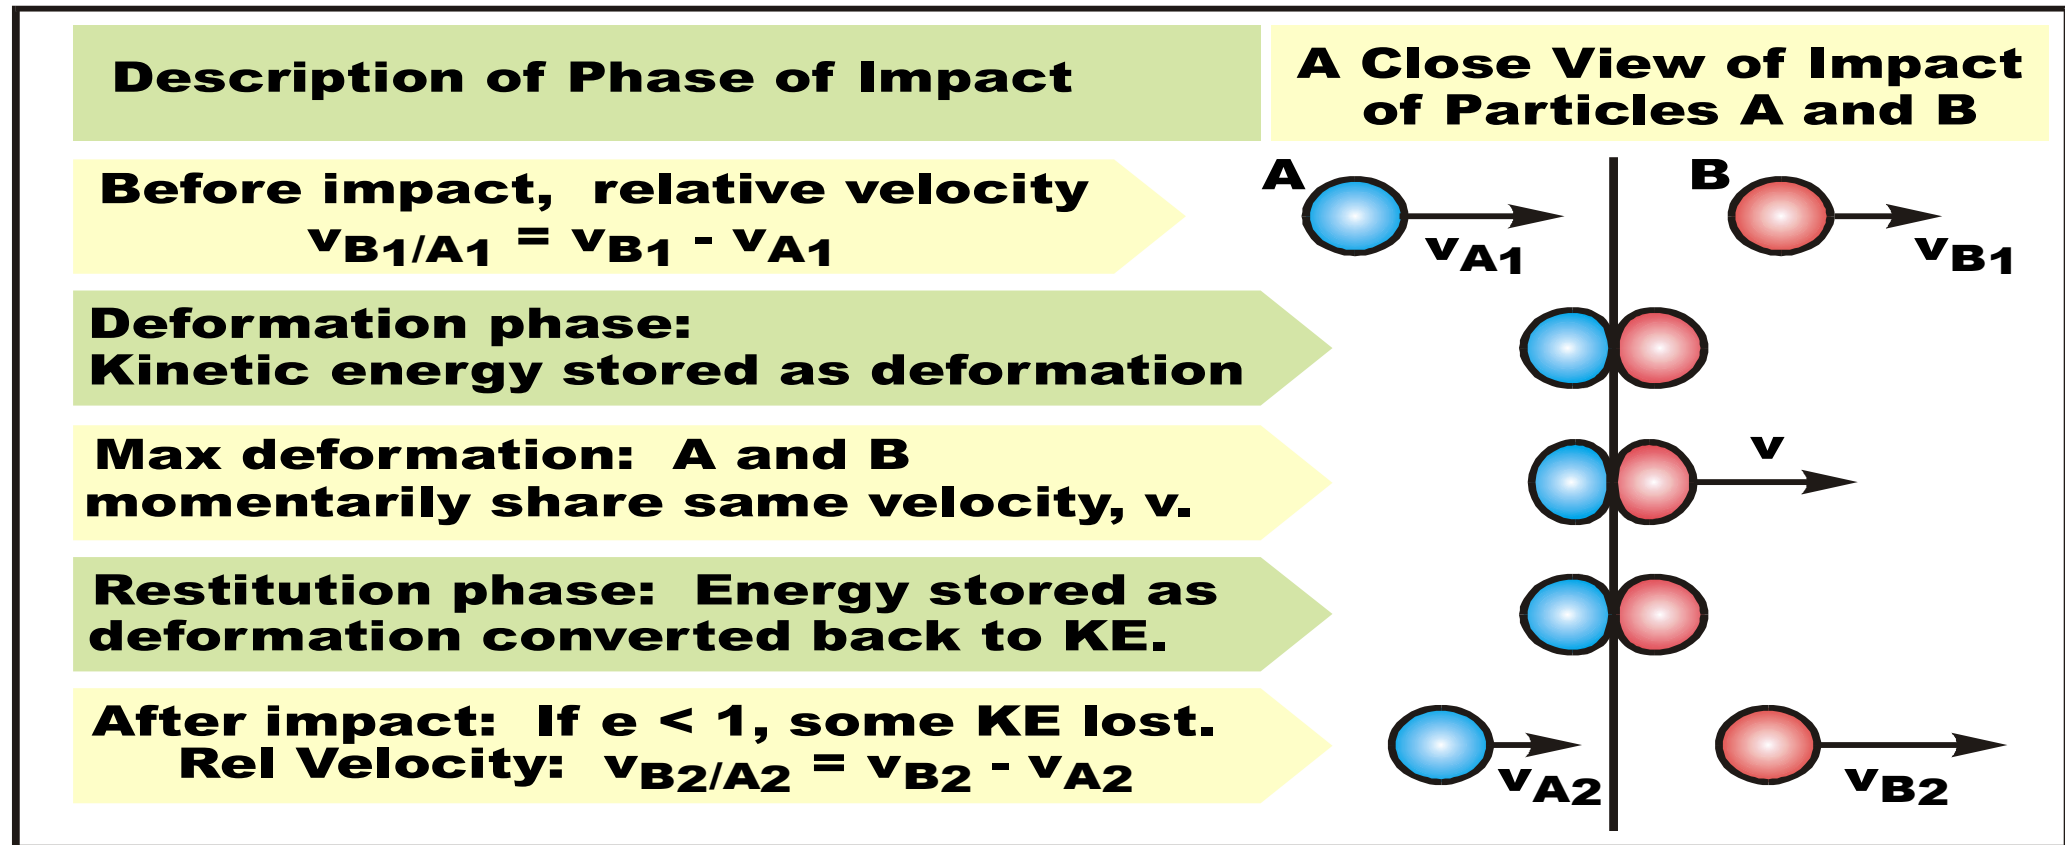 Description of Phase of Impact
A Close View of Impact
of Particles A and B
Before impact, relative velocity
vB1/A1 = vB1 - vA1
A
B
vA1
vB1
Deformation phase:
Kinetic energy stored as deformation
Max deformation: A and B
momentarily share same velocity, v.
v
Restitution phase: Energy stored as
deformation converted back to KE.
After impact: If e < 1, some KE lost.
Rel Velocity: vB2/A2 = vB2 - vA2
vA2
vB2